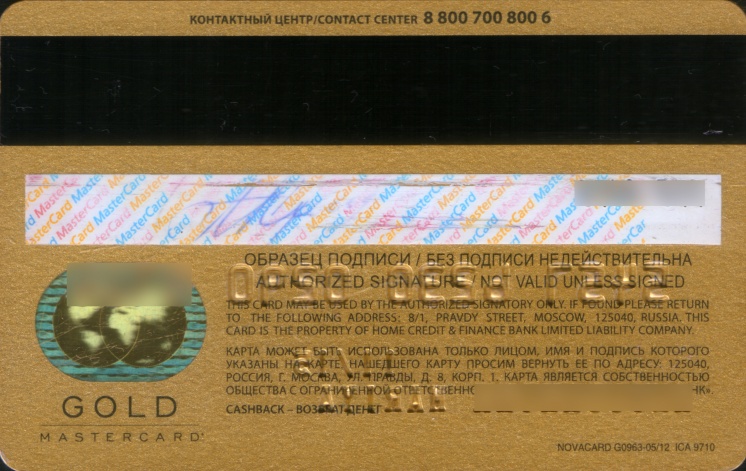 КОНТАКТНЫЙ ЦЕНТР/CONTACT CENTER 8 800 700 800 6
MasterCard MasterCard MasterCard MasterCard
ОБРАЗЕЦ ПОДПИСИ / БЕЗ ПОДПИСИ НЕДЕЙСТВИТЕЛЬНА
AUTHORIZED SIGNATURE / NOT VALID UNLESS SIGNED
THIS CARD MAY BE USED BY THE AUTHORIZED SIGNATORY ONLY. IF FOUND PLEASE RETURN
TO THE FOLLOWING ADDRESS: 8/1, PRAVDY STREET, MOSCOW, 125040, RUSSIA. THIS
CARD IS THE PROPERTY OF HOME CREDIT & FINANCE BANK LIMITED LIABILITY COMPANY.
КАРТА МОЖЕТ БЫТЬ ИСПОЛЬЗОВАНА ТОЛЬКО ЛИЦОМ, ИМЯ И ПОДПИСЬ КОТОРОГО
УКАЗАНЫ НА КАРТЕ. НАШЕДШЕГО КАРТУ ПРОСИМ ВЕРНУТЬ ЕЕ ПО АДРЕСУ: 125040,
РОССИЯ, Г. МОСКВА, УЛ. ПРАВДЫ, Д. 8, КОРП. 1. КАРТА ЯВЛЯЕТСЯ СОБСТВЕННОСТЬЮ
ОБЩЕСТВА С ОГРАНИЧЕННОЙ
CASHBACK – ВОЗВРАТ ДЕНЕГ
GOLD
MASTERCARD
NOVACARD G0963-05/12 ICA 9710